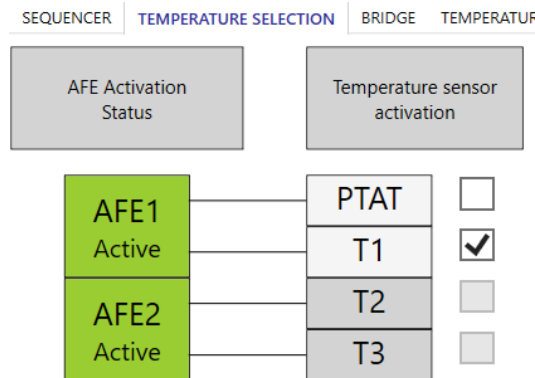 SEQUENCER TEMPERATURE SELECTION BRIDGE
AFE Activation
Status
Temperature sensor
activation
AFE1
Active
PTAT
T1
AFE2
Active
T2
T3